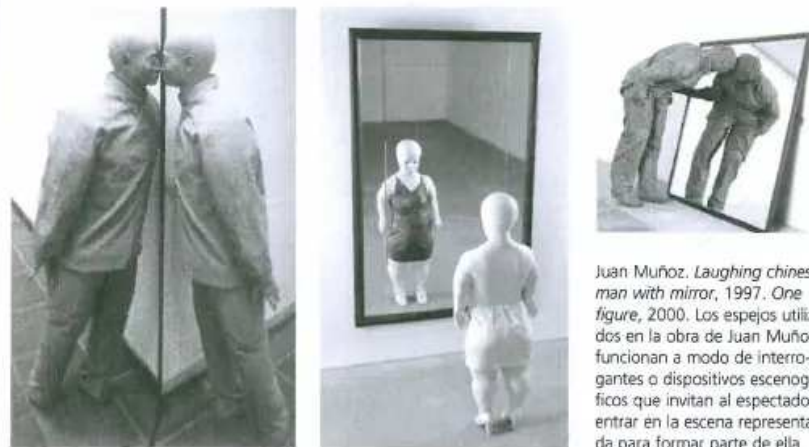 Juan Muñoz. Laughing chines
man with mirror, 1997. One
figure, 2000. Los espejos utiliz
dos en la obra de Juan Muño
funcionan a modo de interro-
gantes o dispositivos escenog
ficos que invitan al espectado
entrar en la escena representa
da para formar parte de ella.